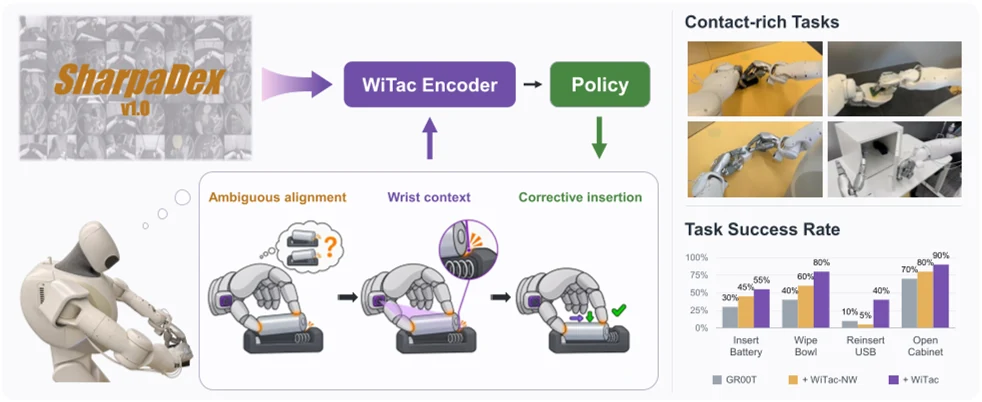 SharpaDex
v1.0
WiTac Encoder
Policy
Ambiguous alignment
Wrist context
Corrective insertion
?
Contact-rich Tasks
Task Success Rate
100%
75%
50%
25%
0%
30%
45%
55%
40%
60%
80%
10%
5%
40%
70%
80%
90%
Insert
Battery
Wipe
Bowl
Reinsert
USB
Open
Cabinet
GR00T
+ WiTac-NW
+ WiTac